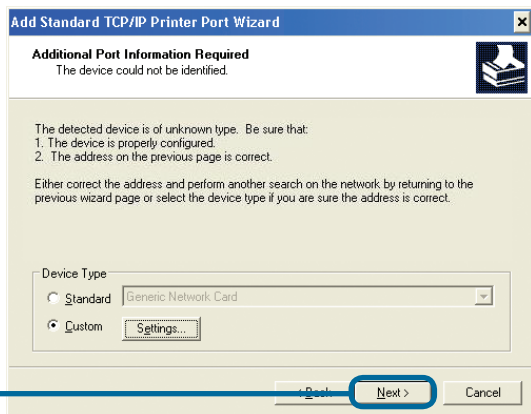 Add Standard TCP/IP Printer Port Wizard
Additional Port Information Required
The device could not be identified.
The detected device is of unknown type. Be sure that:
1. The device is properly configured.
2. The address on the previous page is correct.
Either correct the address and perform another search on the network by returning to the
previous wizard page or select the device type if you are sure the address is correct.
Device Type
Standard
Generic Network Card
Custom
Settings...
< Back
Next >
Cancel